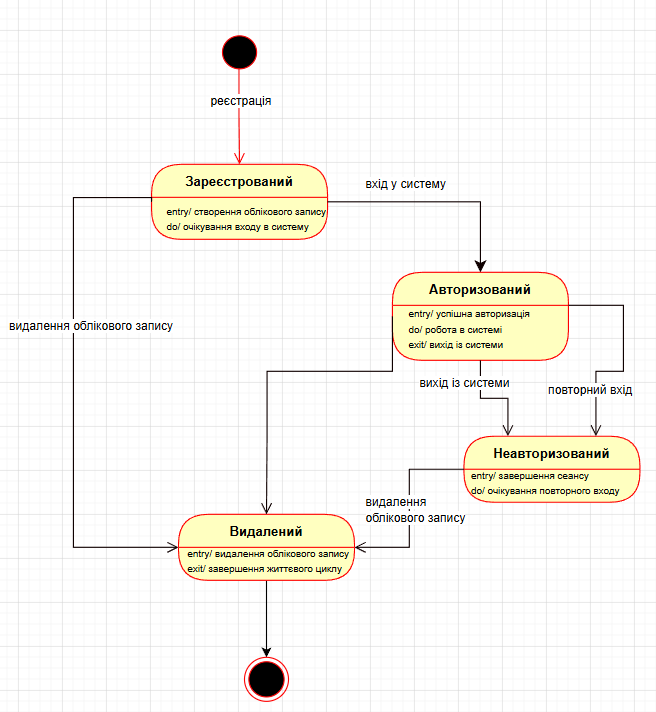 реєстрація
Зареєстрований
entry/ створення облікового запису
do/ очікування входу в систему
вхід у систему
Авторизований
entry/ успішна авторизація
do/ робота в системі
exit/ вихід із системи
видалення облікового запису
вихід із системи
повторний вхід
Неавторизований
entry/ завершення сеансу
do/ очікування повторного входу
видалення
облікового запису
Видалений
entry/ видалення облікового запису
exit/ завершення життєвого циклу